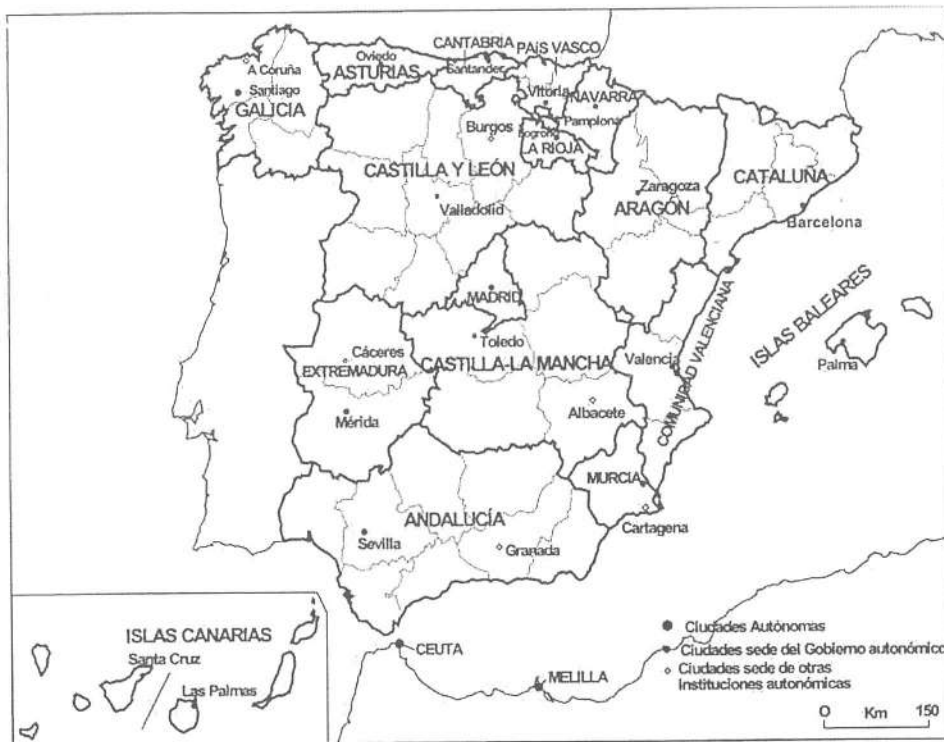 CANTABRIA
PAÍS VASCO
Oviedo
A Coruña
ASTURIAS
Santander
Santiago
Vitoria
NAVARRA
GALICIA
Burgos
Pamplona
Logroño
LA RIOJA
CASTILLA Y LEÓN
CATALUÑA
Zaragoza
Valladolid
ARAGÓN
Barcelona
MADRID
ISLAS BALEARES
COMUNIDAD VALENCIANA
Toledo
Cáceres
Valencia
Palma
EXTREMADURA
CASTILLA-LA MANCHA
Albacete
Mérida
MURCIA
ANDALUCÍA
Cartagena
Sevilla
Granada
ISLAS CANARIAS
Santa Cruz
Las Palmas
CEUTA
MELILLA
Ciudades Autónomas
Ciudades sede del Gobierno autonómico
Ciudades sede de otras
Instituciones autonómicas
0 Km 150